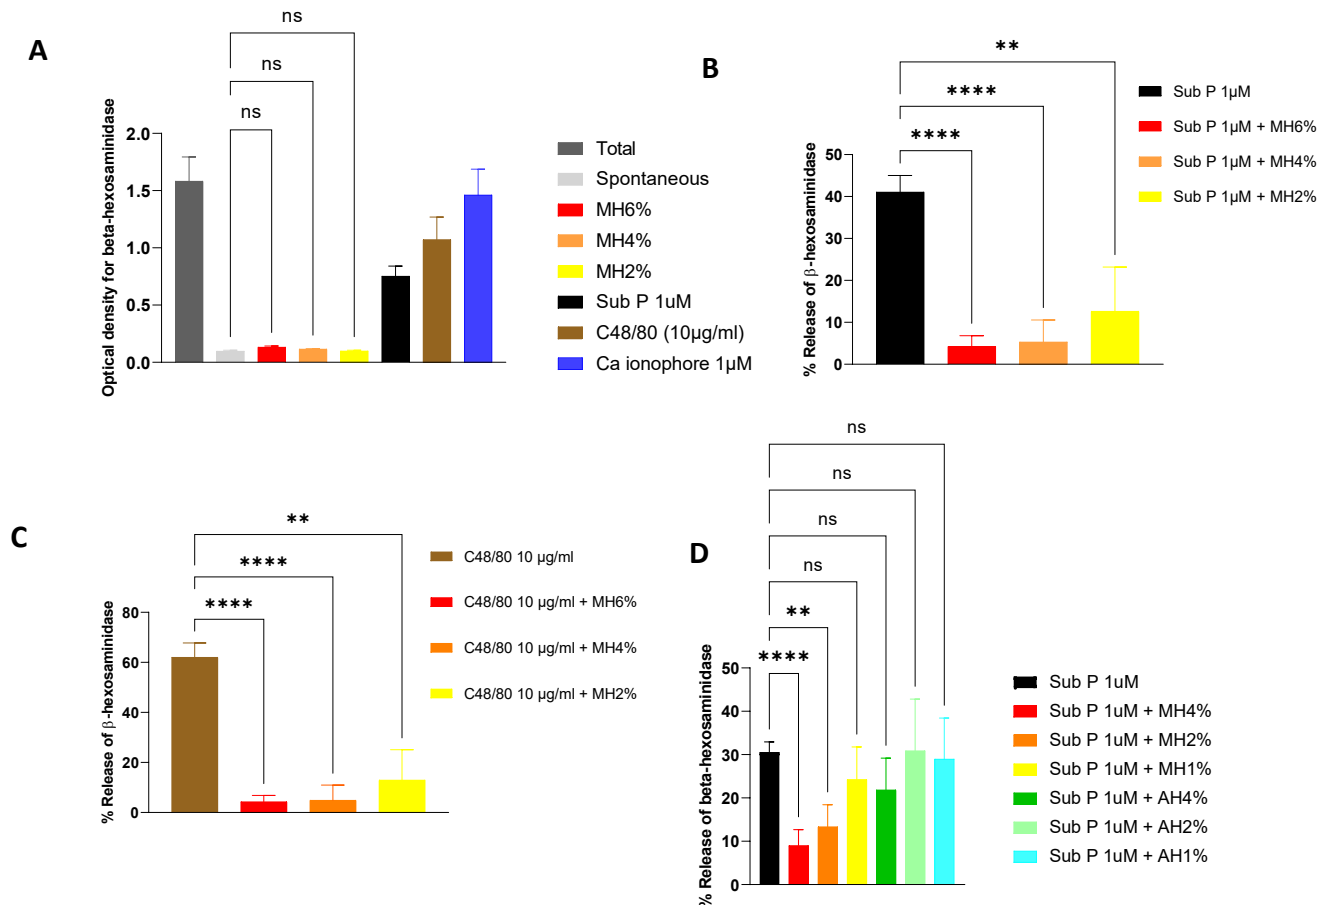 A
ns
ns
ns
Optical density for beta-hexosaminidase
2.0
1.5
1.0
0.5
0.0
Total
Spontaneous
MH6%
MH4%
MH2%
Sub P 1uM
C48/80 (10µg/ml)
Ca ionophore 1µM
B
**
****
****
% Release of β-hexosaminidase
50
40
30
20
10
0
Sub P 1µM
Sub P 1µM + MH6%
Sub P 1µM + MH4%
Sub P 1µM + MH2%
C
**
****
****
% Release of β-hexosaminidase
80
60
40
20
0
C48/80 10 µg/ml
C48/80 10 µg/ml + MH6%
C48/80 10 µg/ml + MH4%
C48/80 10 µg/ml + MH2%
D
ns
ns
ns
ns
**
****
% Release of beta-hexosaminidase
50
40
30
20
10
0
Sub P 1uM
Sub P 1uM + MH4%
Sub P 1uM + MH2%
Sub P 1uM + MH1%
Sub P 1uM + AH4%
Sub P 1uM + AH2%
Sub P 1uM + AH1%